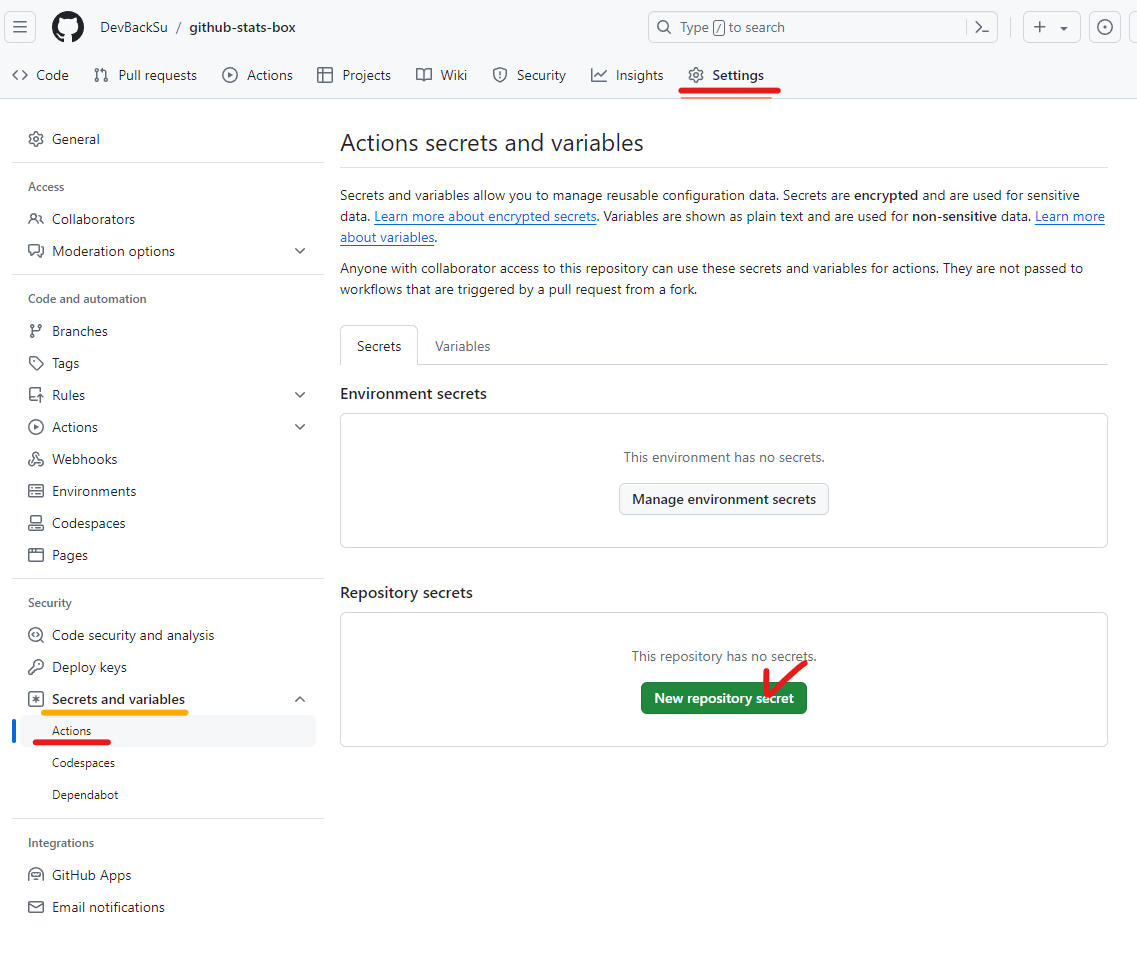 DevBackSu / github-stats-box
Type / to search
Code Pull requests Actions Projects Wiki Security Insights Settings
General
Access
Collaborators
Moderation options
Code and automation
Branches
Tags
Rules
Actions
Webhooks
Environments
Codespaces
Pages
Security
Code security and analysis
Deploy keys
Secrets and variables
Actions
Codespaces
Dependabot
Integrations
GitHub Apps
Email notifications
Actions secrets and variables
Secrets and variables allow you to manage reusable configuration data. Secrets are encrypted and are used for sensitive
data. Learn more about encrypted secrets. Variables are shown as plain text and are used for non-sensitive data. Learn more
about variables.
Anyone with collaborator access to this repository can use these secrets and variables for actions. They are not passed to
workflows that are triggered by a pull request from a fork.
Secrets Variables
Environment secrets
This environment has no secrets.
Manage environment secrets
Repository secrets
This repository has no secrets.
New repository secret